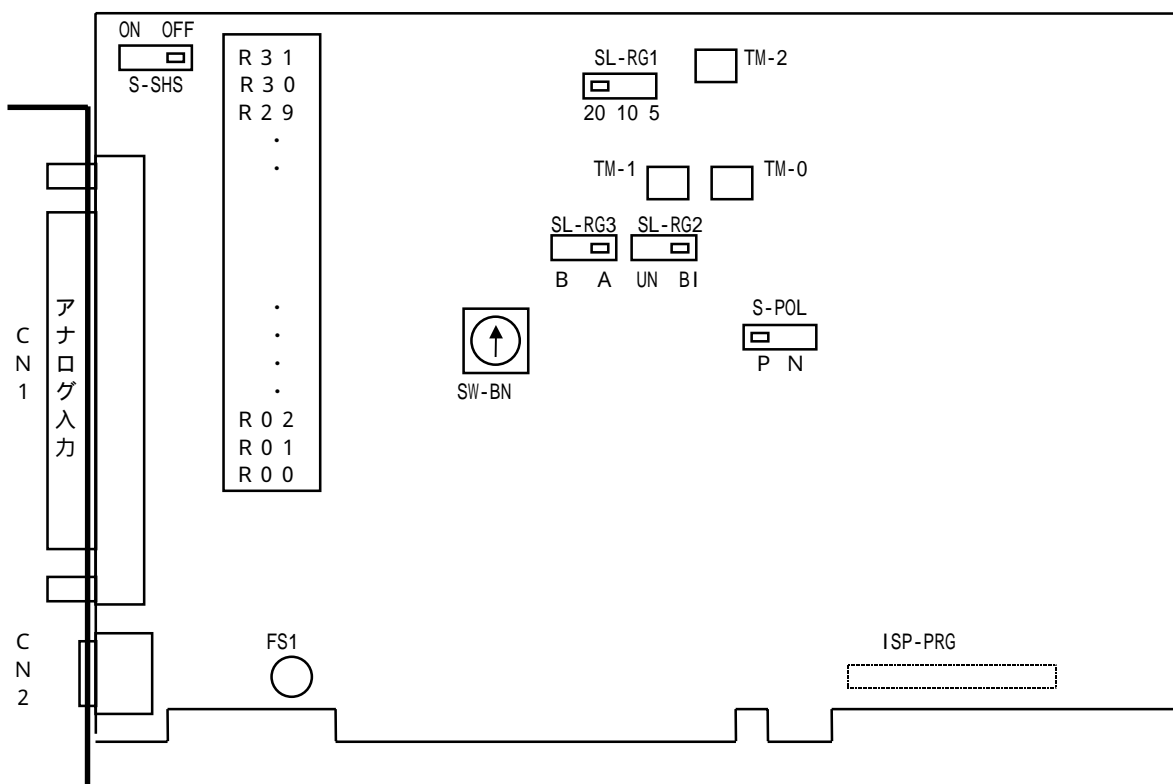 ON OFF
S-SHS
R31
R30
R29
・
・
・
・
・
・
R02
R01
R00
SL-RG1
20 10 5
TM-2
TM-1
TM-0
SL-RG3
B A
SL-RG2
UN BI
SW-BN
S-POL
P N
CN1
アナログ入力
CN2
FS1
ISP-PRG